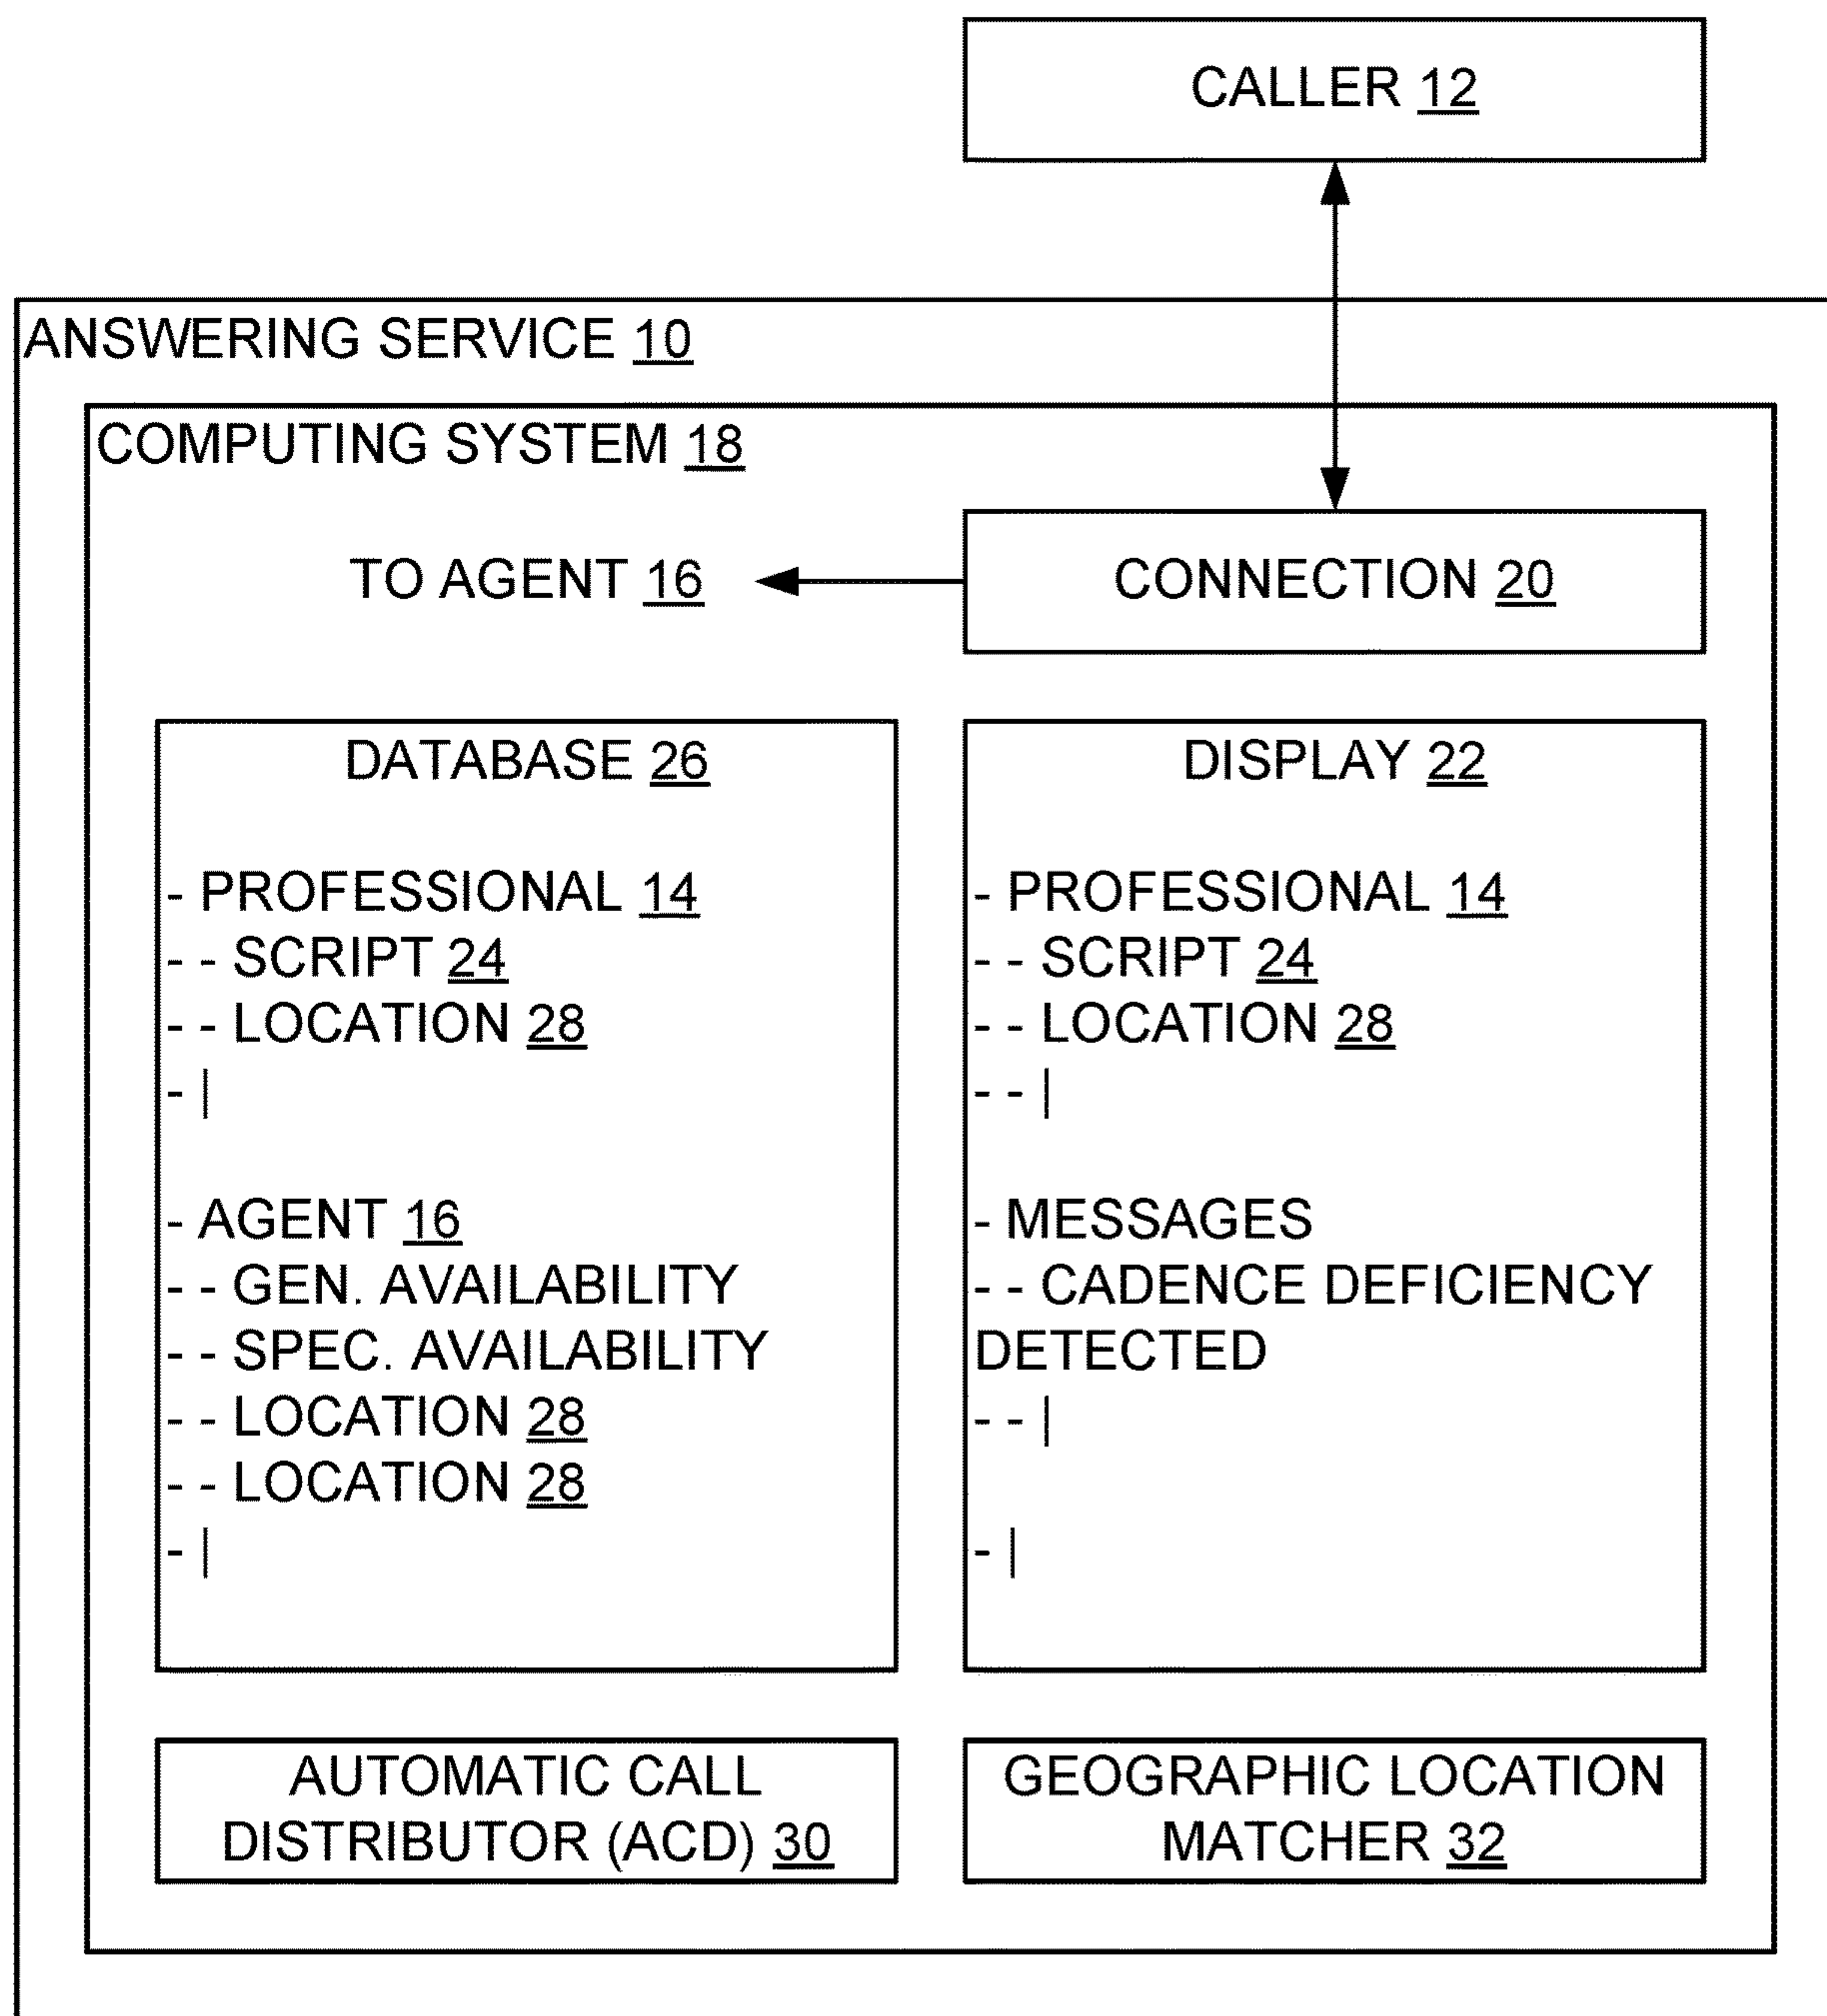 CALLER 12
ANSWERING SERVICE 10
COMPUTING SYSTEM 18
TO AGENT 16
CONNECTION 20
DATABASE 26
- PROFESSIONAL 14
- - SCRIPT 24
- - LOCATION 28
- |
- AGENT 16
- - GEN. AVAILABILITY
- - SPEC. AVAILABILITY
- - LOCATION 28
- - LOCATION 28
- |
DISPLAY 22
- PROFESSIONAL 14
- - SCRIPT 24
- - LOCATION 28
- - |
- MESSAGES
- - CADENCE DEFICIENCY
DETECTED
- - |
- |
AUTOMATIC CALL
DISTRIBUTOR (ACD) 30
GEOGRAPHIC LOCATION
MATCHER 32